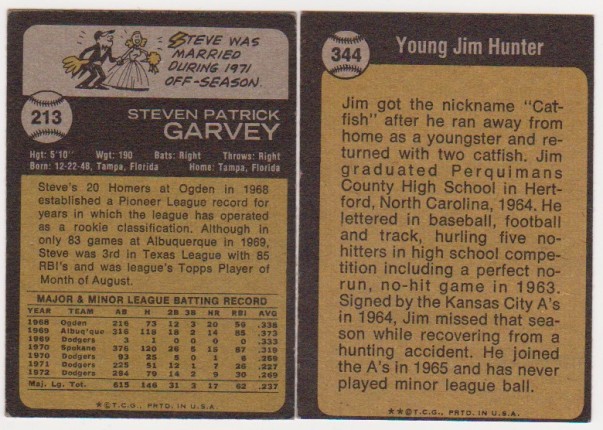 STEVE WAS
MARRIED
DURING 1971
OFF-SEASON.
213
STEVEN PATRICK
GARVEY
Hgt: 5'10" Wgt: 190 Bats: Right Throws: Right
Born: 12-22-48, Tampa, Florida Home: Tampa, Florida
Steve's 20 Homers at Ogden in 1968
established a Pioneer League record for
years in which the league has operated
as a rookie classification. Although in
only 83 games at Albuquerque in 1969,
Steve was 3rd in Texas League with 85
RBI's and was league's Topps Player of
Month of August.
MAJOR & MINOR LEAGUE BATTING RECORD
YEAR TEAM AB H 2B 3B HR RBI AVG.
1968 Ogden 216 73 12 3 20 59 .338
1969 Albuq'que 316 118 18 2 14 85 .373
1969 Dodgers 3 1 0 0 0 0 .333
1970 Spokane 376 120 26 5 15 87 .319
1970 Dodgers 93 25 5 0 1 6 .269
1971 Dodgers 225 51 12 1 7 26 .227
1972 Dodgers 294 79 14 2 9 30 .269
Maj. Lg. Tot. 615 146 31 3 17 62 .237
*© T.C.G., PRTD. IN U.S.A.
344
Young Jim Hunter
Jim got the nickname "Cat-
fish" after he ran away from
home as a youngster and re-
turned with two catfish. Jim
graduated Perquimans
County High School in Hert-
ford, North Carolina, 1964. He
lettered in baseball, football
and track, hurling five no-
hitters in high school compe-
tition including a perfect no-
run, no-hit game in 1963.
Signed by the Kansas City A's
in 1964, Jim missed that sea-
son while recovering from a
hunting accident. He joined
the A's in 1965 and has never
played minor league ball.
**© T.C.G., PRTD. IN U.S.A.